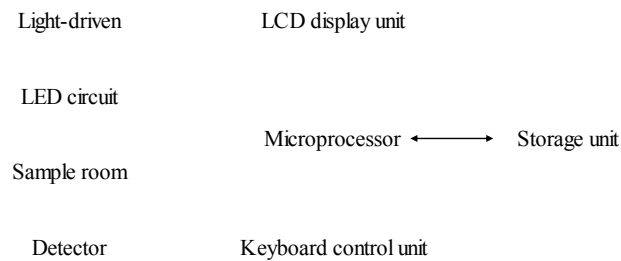 Light-driven
LCD display unit
LED circuit
Microprocessor
Storage unit
Sample room
Detector
Keyboard control unit